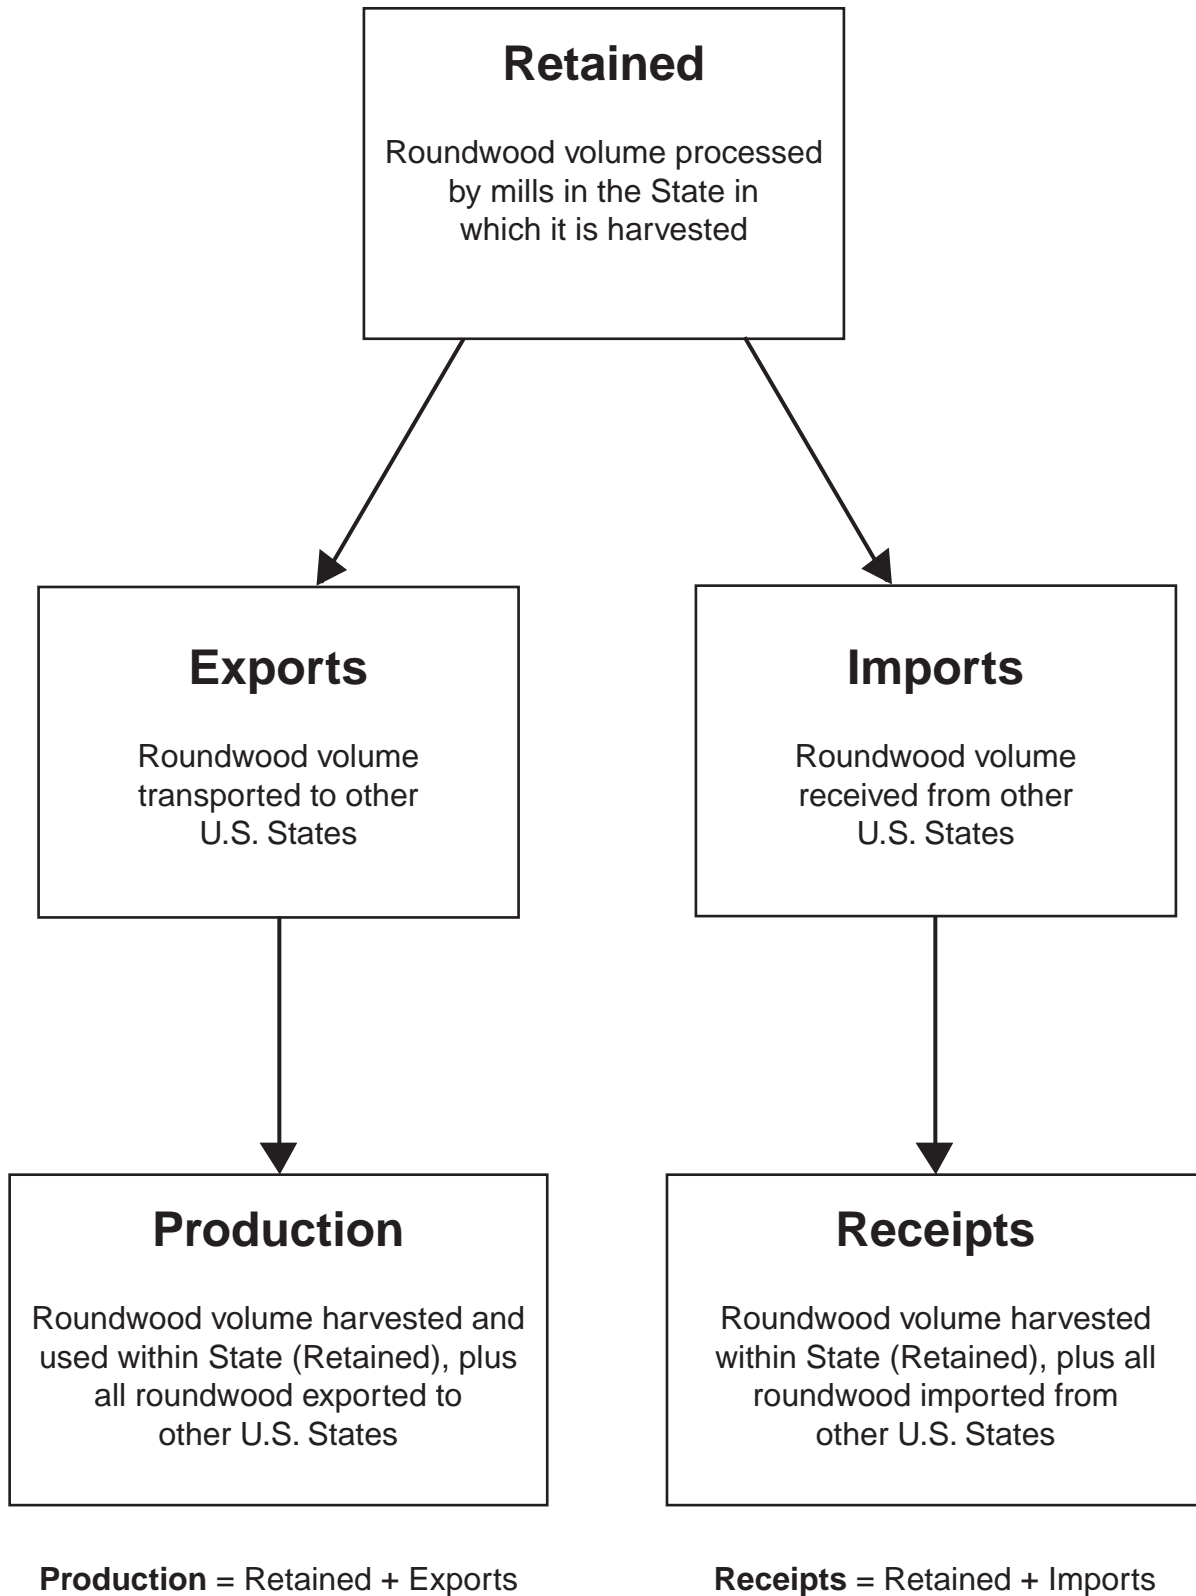 Retained
Roundwood volume processed
by mills in the State in
which it is harvested
Exports
Roundwood volume
transported to other
U.S. States
Imports
Roundwood volume
received from other
U.S. States
Production
Roundwood volume harvested and
used within State (Retained), plus
all roundwood exported to
other U.S. States
Receipts
Roundwood volume harvested
within State (Retained), plus all
roundwood imported from
other U.S. States
Production = Retained + Exports
Receipts = Retained + Imports